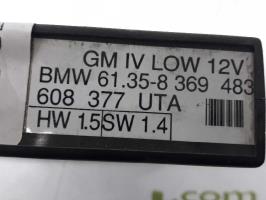 GM IV LOW 12V
BMW 61.35-8 369 483
608 377 UTA
HW 1.5 SW 1.4
.com